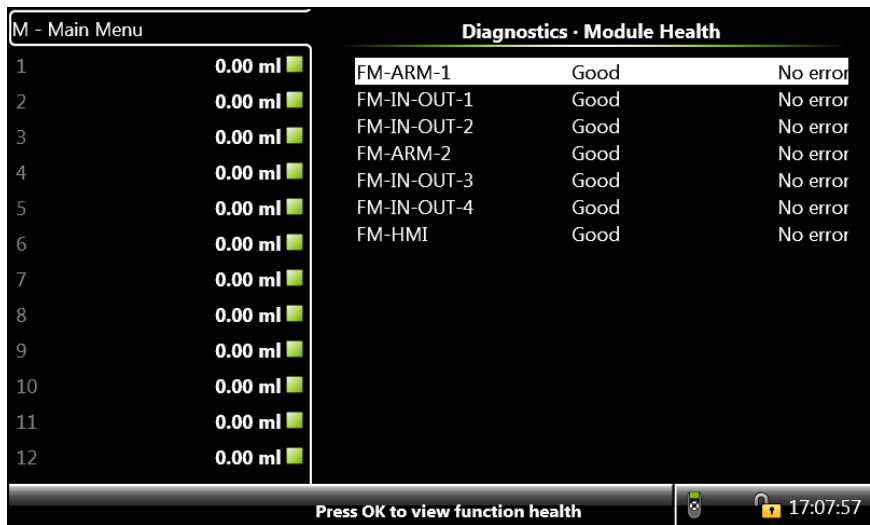 M - Main Menu
1 0.00 ml
2 0.00 ml
3 0.00 ml
4 0.00 ml
5 0.00 ml
6 0.00 ml
7 0.00 ml
8 0.00 ml
9 0.00 ml
10 0.00 ml
11 0.00 ml
12 0.00 ml
Diagnostics · Module Health
FM-ARM-1 Good No error
FM-IN-OUT-1 Good No error
FM-IN-OUT-2 Good No error
FM-ARM-2 Good No error
FM-IN-OUT-3 Good No error
FM-IN-OUT-4 Good No error
FM-HMI Good No error
Press OK to view function health
17:07:57